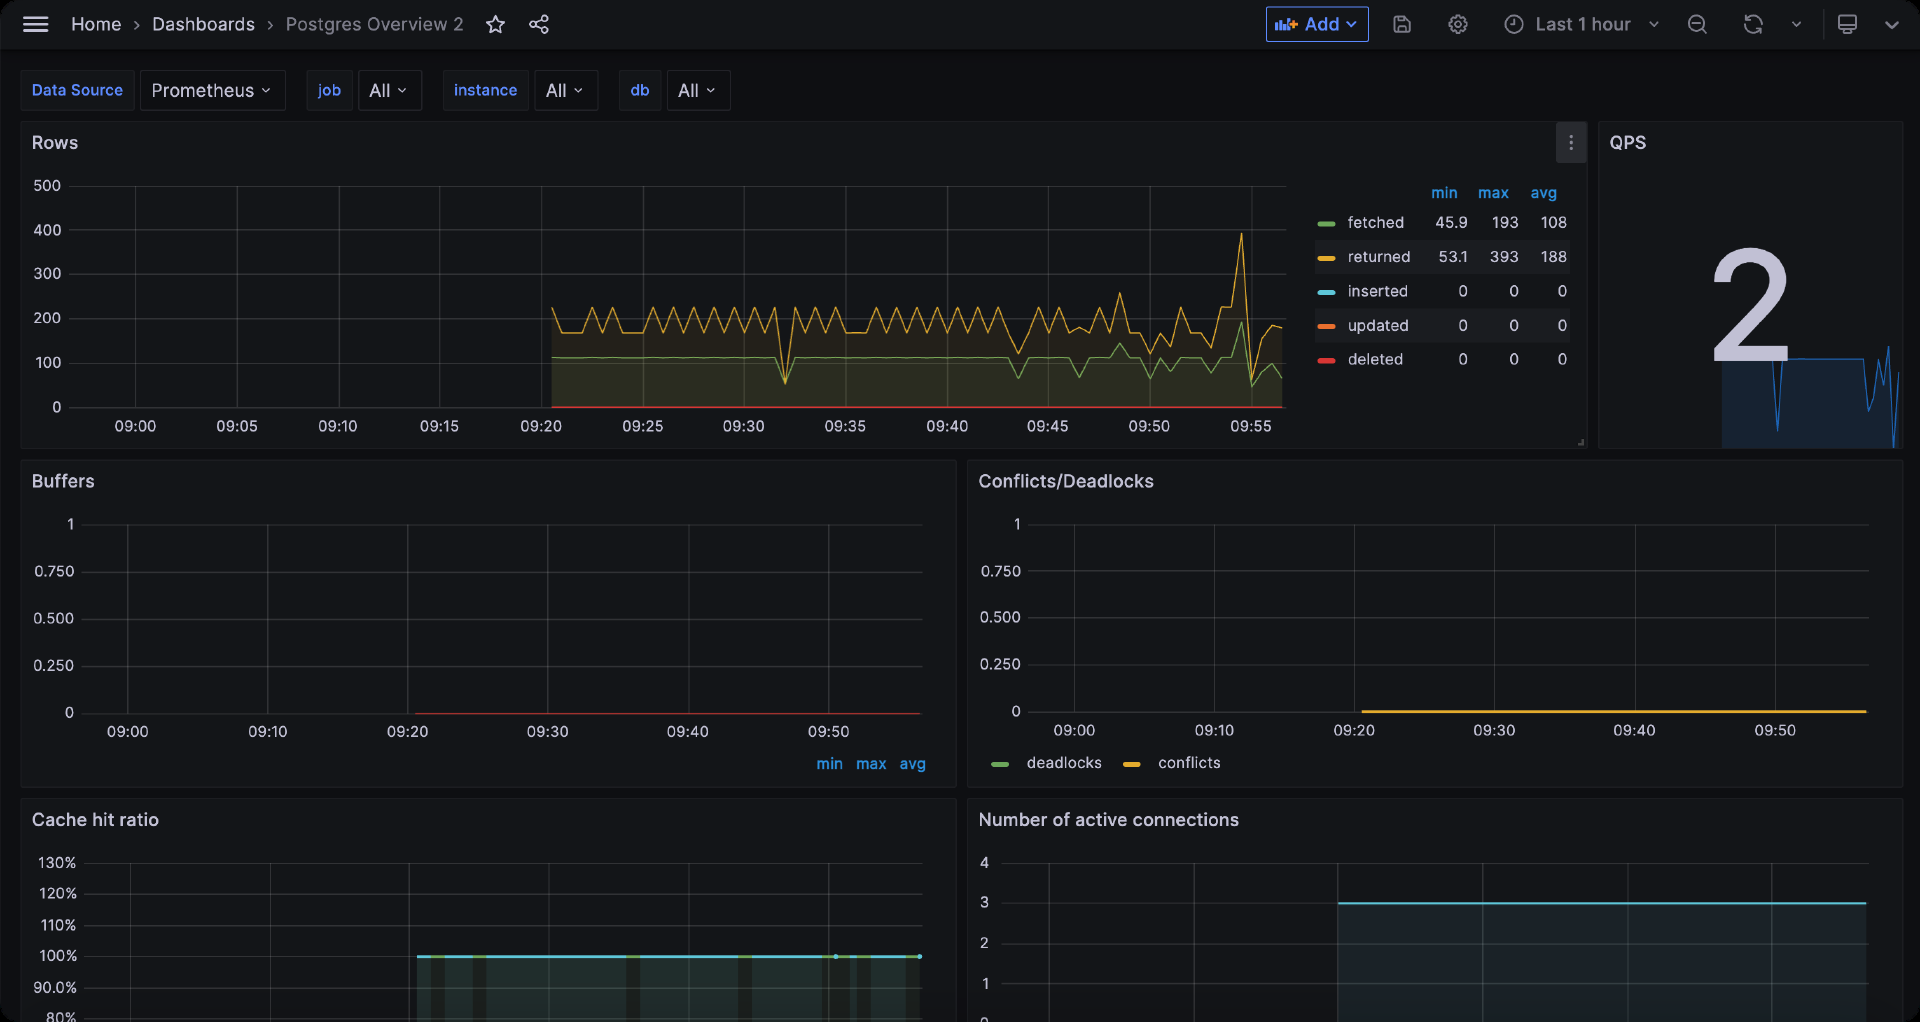 Home › Dashboards › Postgres Overview 2
Add
Last 1 hour
Data Source Prometheus job All instance All db All
Rows
500
400
300
200
100
0
09:00 09:05 09:10 09:15 09:20 09:25 09:30 09:35 09:40 09:45 09:50 09:55
min max avg
fetched 45.9 193 108
returned 53.1 393 188
inserted 0 0 0
updated 0 0 0
deleted 0 0 0
QPS
2
Buffers
1
0.750
0.500
0.250
0
09:00 09:10 09:20 09:30 09:40 09:50
min max avg
Conflicts/Deadlocks
1
0.750
0.500
0.250
0
09:00 09:10 09:20 09:30 09:40 09:50
deadlocks conflicts
Cache hit ratio
130%
120%
110%
100%
90.0%
80%
Number of active connections
4
3
2
1
0